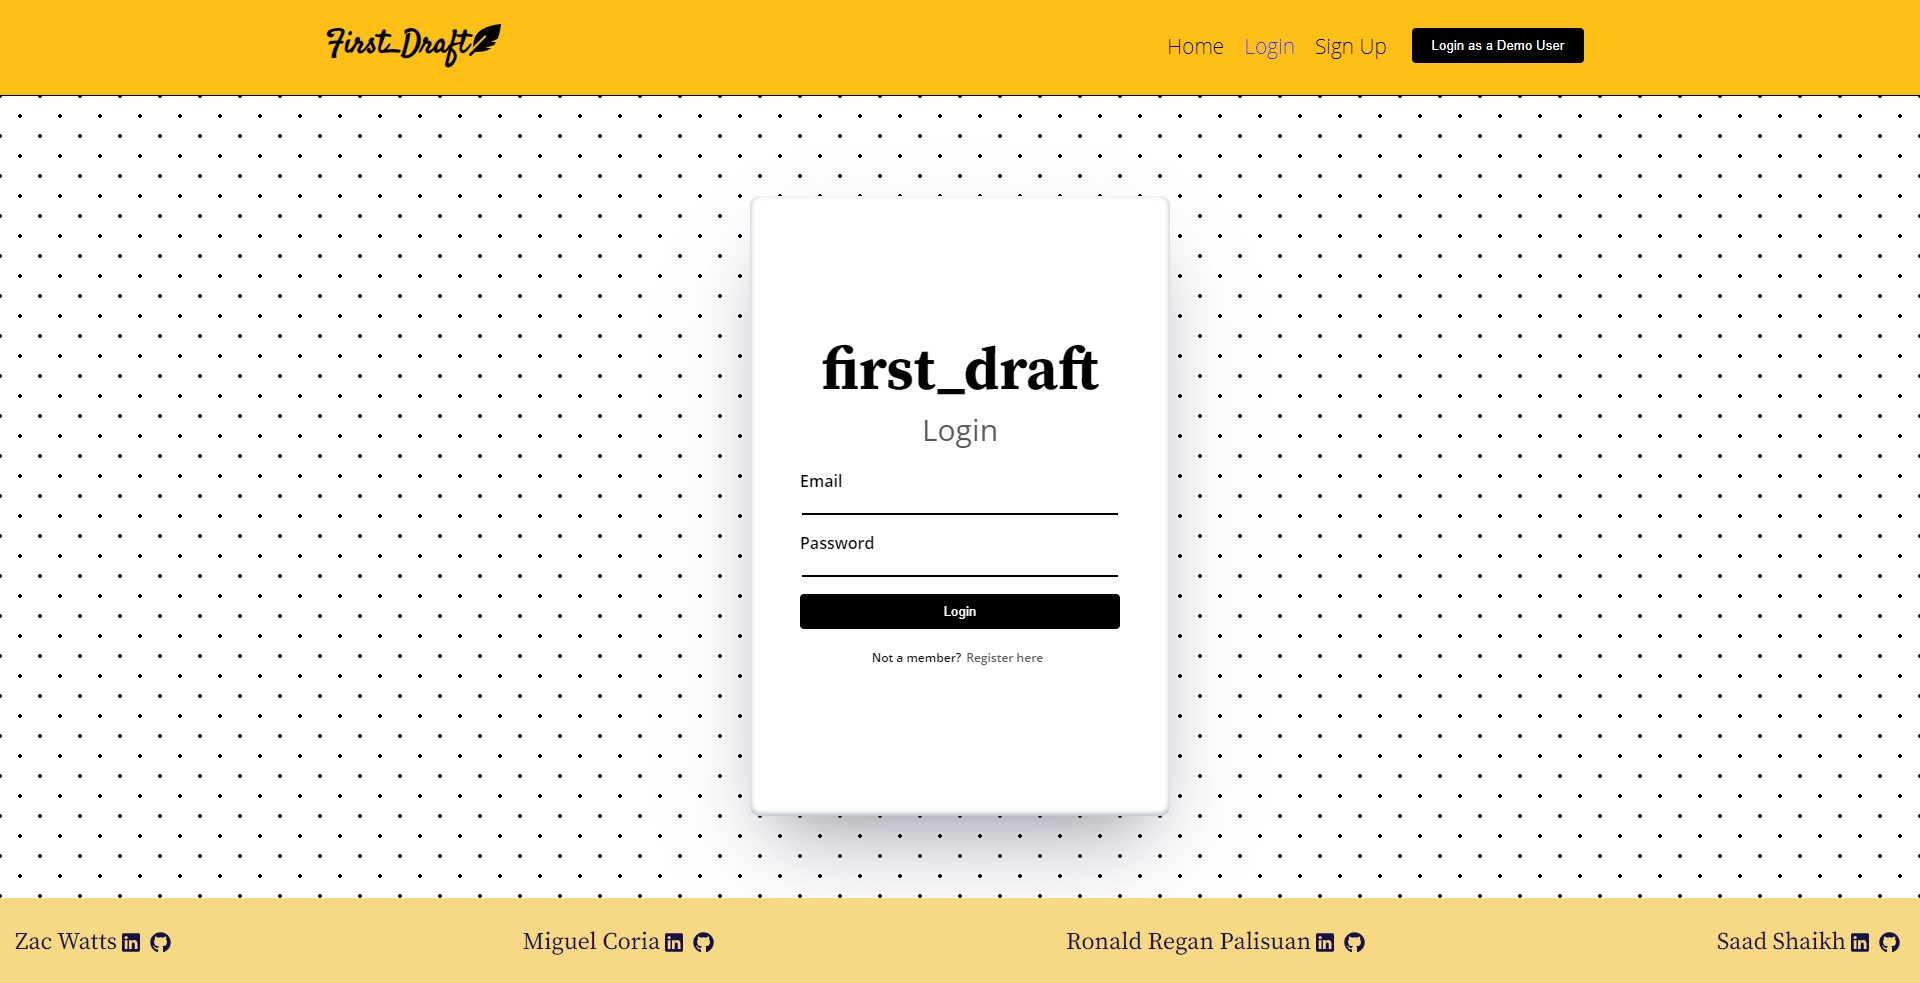 First_Draft
Home Login Sign Up Login as a Demo User
first_draft
Login
Email
Password
Login
Not a member? Register here
Zac Watts Miguel Coria Ronald Regan Palisuan Saad Shaikh